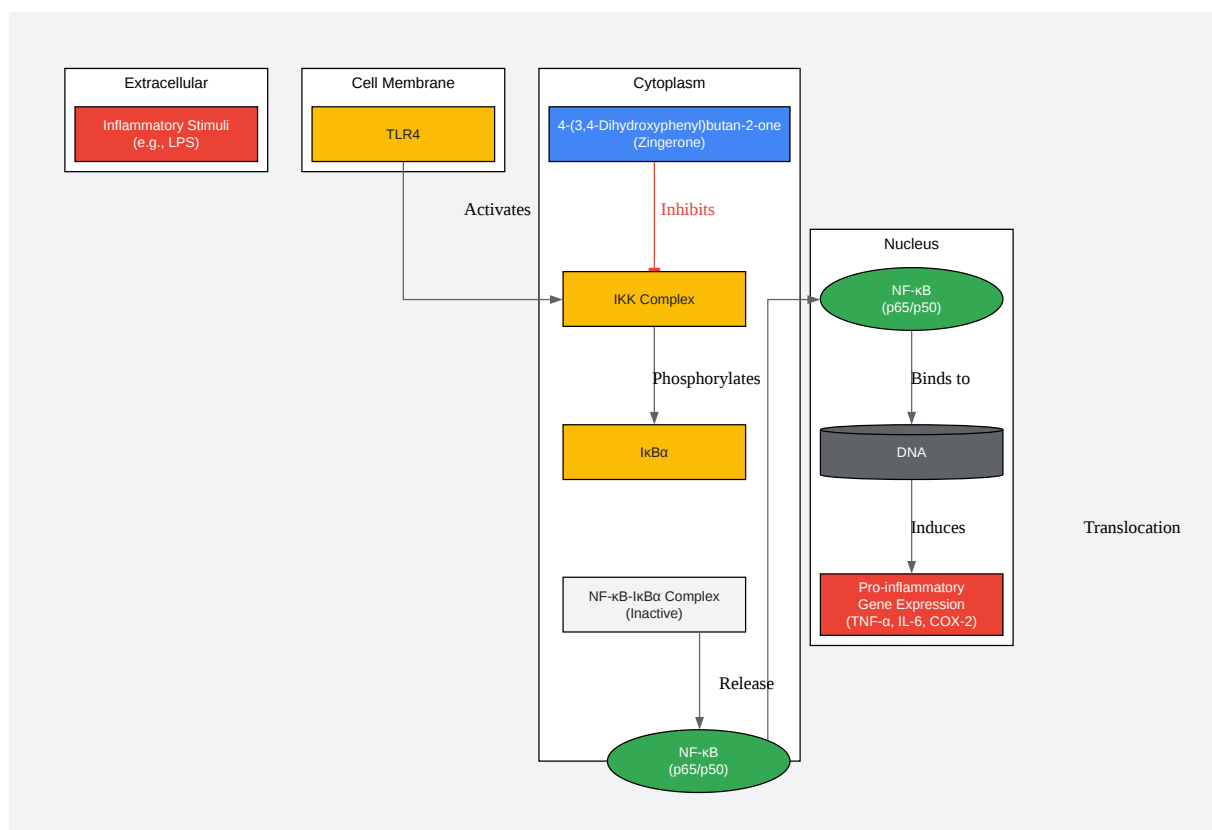 Extracellular
Inflammatory Stimuli
(e.g., LPS)
Cell Membrane
TLR4
Activates
Cytoplasm
4-(3,4-Dihydroxyphenyl)butan-2-one
(Zingerone)
Inhibits
IKK Complex
Phosphorylates
IκBα
NF-κB-IκBα Complex
(Inactive)
Release
NF-κB
(p65/p50)
Nucleus
NF-κB
(p65/p50)
Binds to
DNA
Induces
Pro-inflammatory
Gene Expression
(TNF-α, IL-6, COX-2)
Translocation